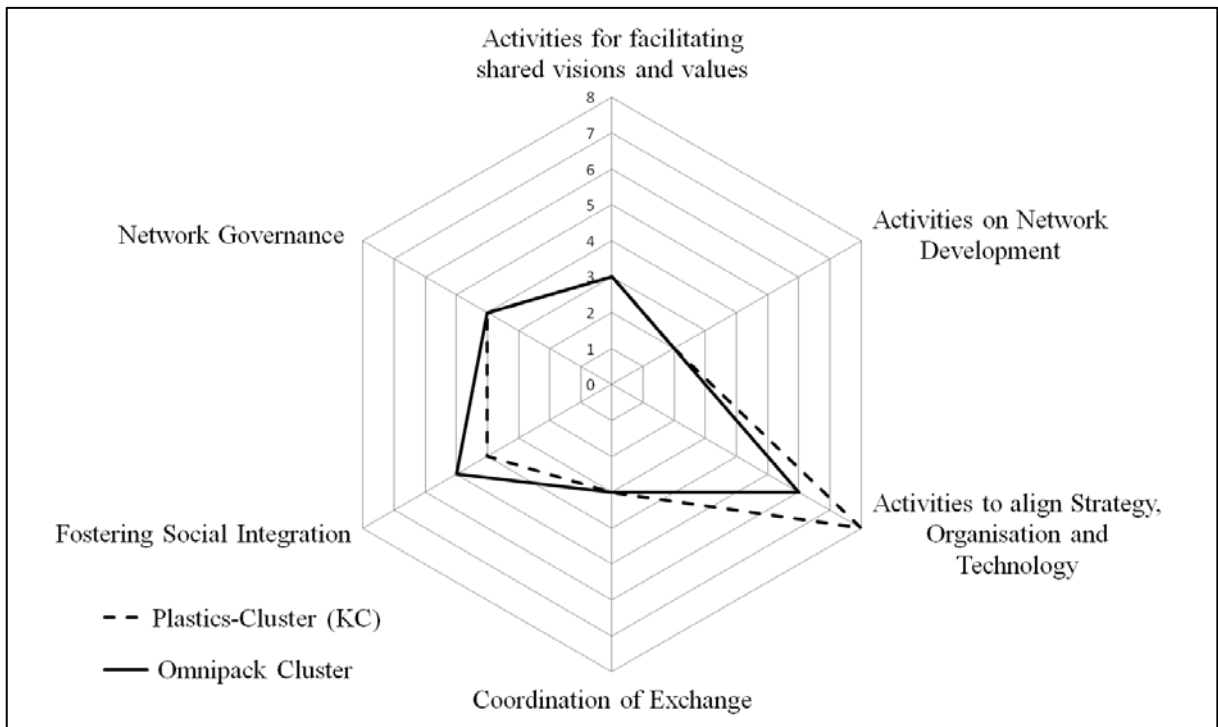 Activities for facilitating
shared visions and values
8
7
6
5
4
3
2
1
0
Network Governance
Activities on Network
Development
Fostering Social Integration
Activities to align Strategy,
Organisation and
Technology
Plastics-Cluster (KC)
Omnipack Cluster
Coordination of Exchange